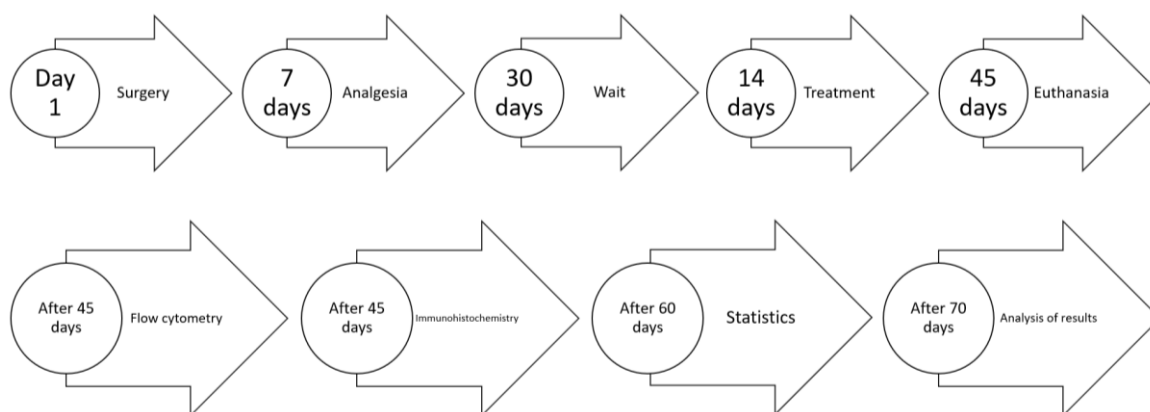 Day
1
Surgery
7
days
Analgesia
30
days
Wait
14
days
Treatment
45
days
Euthanasia
After 45
days
Flow cytometry
After 45
days
Immunohistochemistry
After 60
days
Statistics
After 70
days
Analysis of results